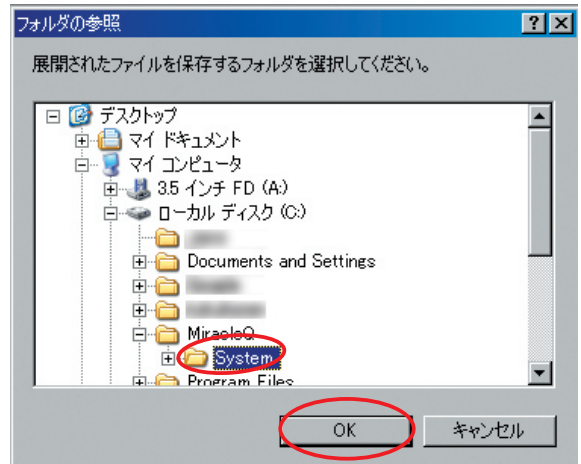 フォルダの参照
展開されたファイルを保存するフォルダを選択してください。
デスクトップ
マイ ドキュメント
マイ コンピュータ
3.5 インチ FD (A:)
ローカル ディスク (C:)
Documents and Settings
MiracleQ
System
Program Files
OK
キャンセル